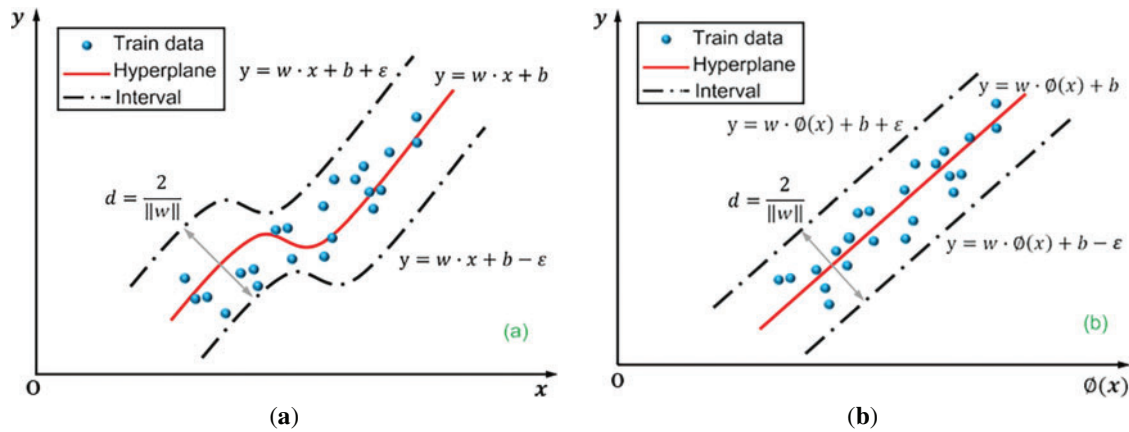 y
Train data
Hyperplane
Interval
y = w · x + b + ε
y = w · x + b
d = 2/‖w‖
y = w · x + b − ε
(a)
O
x
(a)
y
Train data
Hyperplane
Interval
y = w · Ø(x) + b
y = w · Ø(x) + b + ε
d = 2/‖w‖
y = w · Ø(x) + b − ε
(b)
O
Ø(x)
(b)